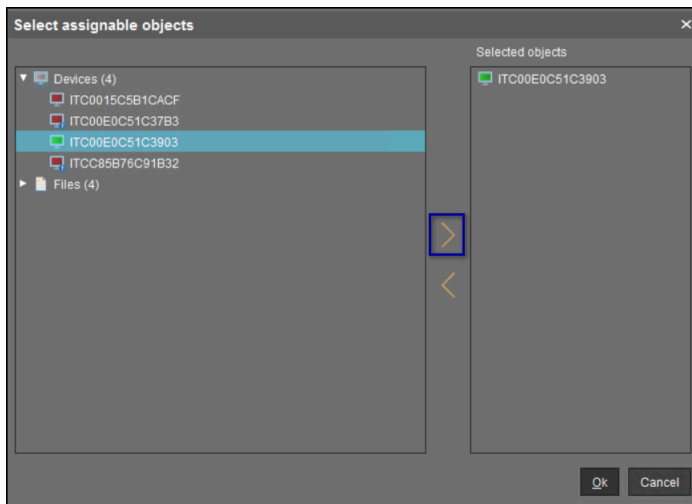 Select assignable objects
Selected objects
Devices (4)
ITC0015C5B1CACF
ITC00E0C51C37B3
ITC00E0C51C3903
ITCC85B76C91B32
Files (4)
ITC00E0C51C3903
Ok
Cancel